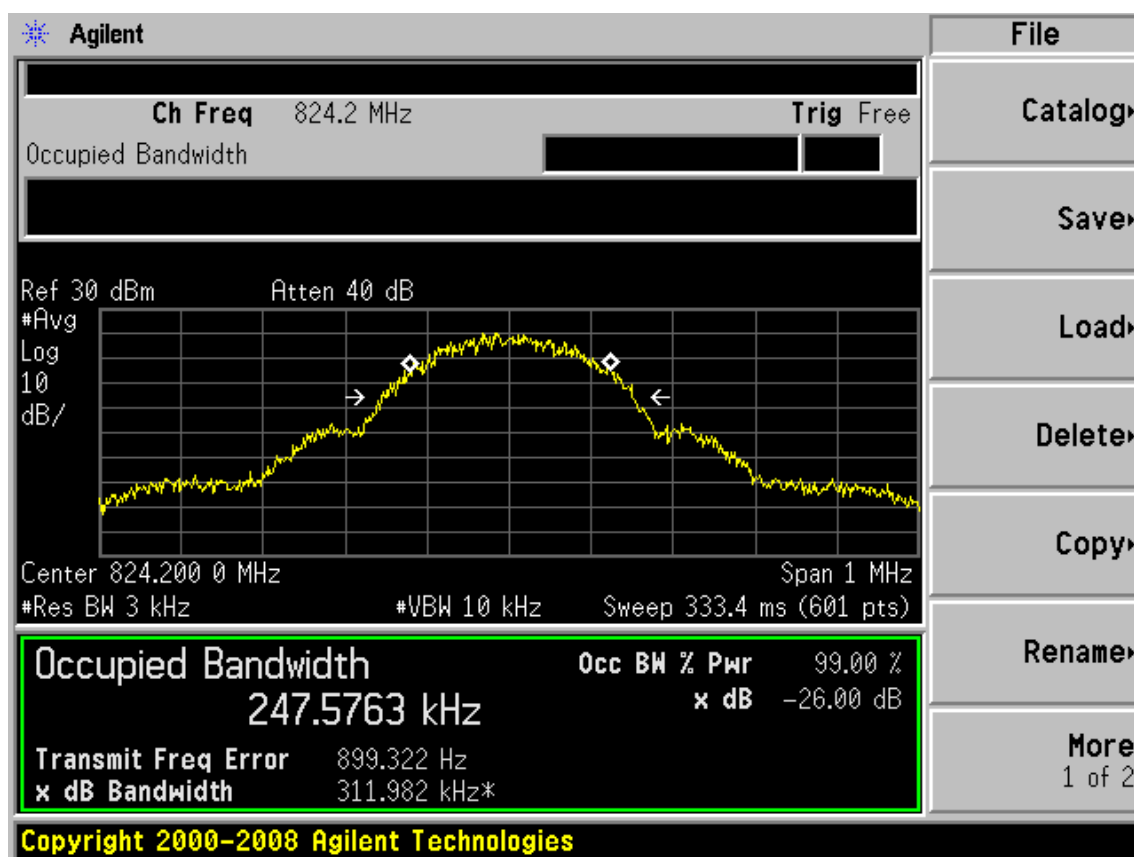 Agilent
File
Ch Freq 824.2 MHz Trig Free
Occupied Bandwidth
Catalog
Save
Ref 30 dBm Atten 40 dB
#Avg
Log
10
dB/
Load
Delete
Copy
Center 824.200 0 MHz Span 1 MHz
#Res BW 3 kHz #VBW 10 kHz Sweep 333.4 ms (601 pts)
Occupied Bandwidth
247.5763 kHz
Occ BW % Pwr 99.00 %
x dB -26.00 dB
Transmit Freq Error 899.322 Hz
x dB Bandwidth 311.982 kHz*
Rename
More
1 of 2
Copyright 2000-2008 Agilent Technologies